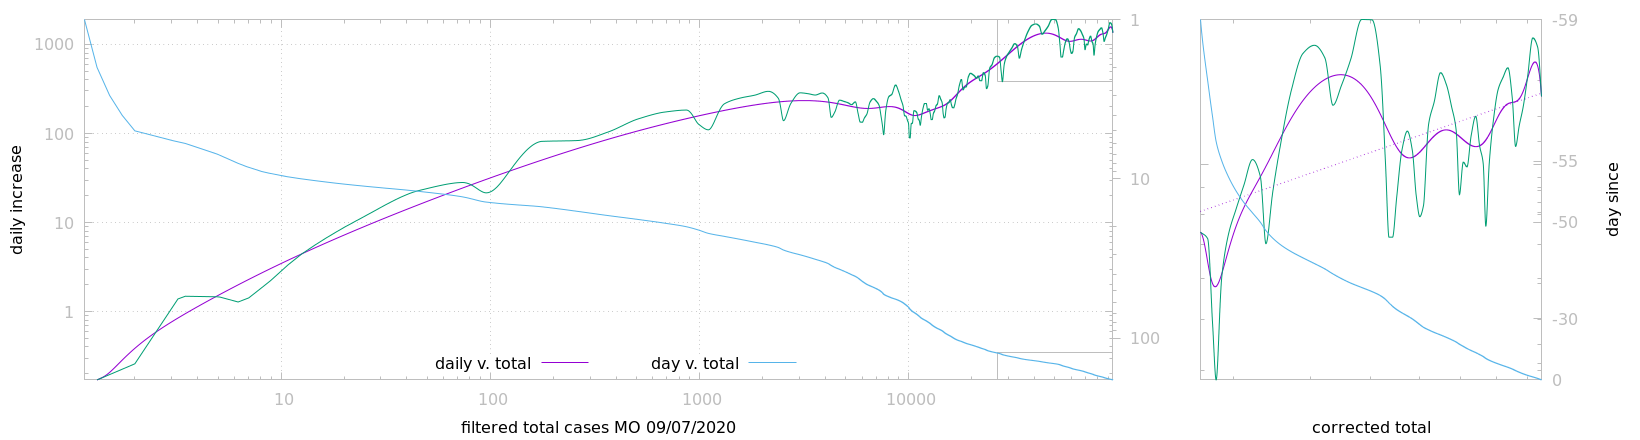 1000
100
10
1
daily increase
10
100
1000
10000
filtered total cases MO 09/07/2020
daily v. total
day v. total
1
10
100
-59
-55
-50
-30
0
day since
corrected total